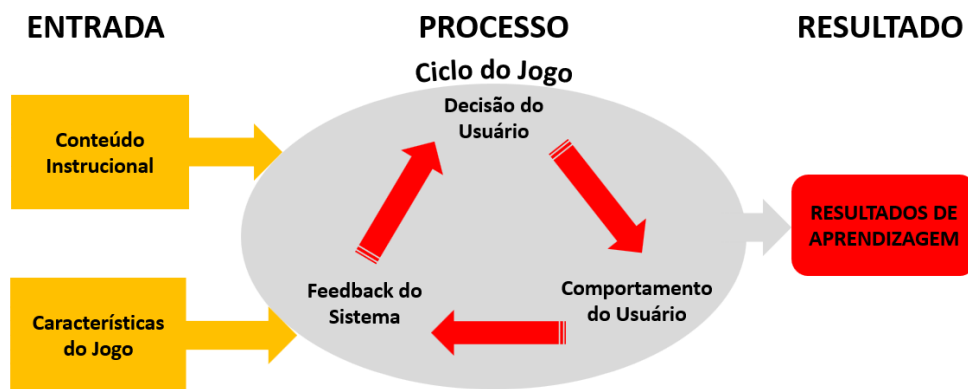 ENTRADA
PROCESSO
RESULTADO
Ciclo do Jogo
Decisão do
Usuário
Conteúdo
Instrucional
RESULTADOS DE
APRENDIZAGEM
Feedback do
Sistema
Comportamento
do Usuário
Características
do Jogo